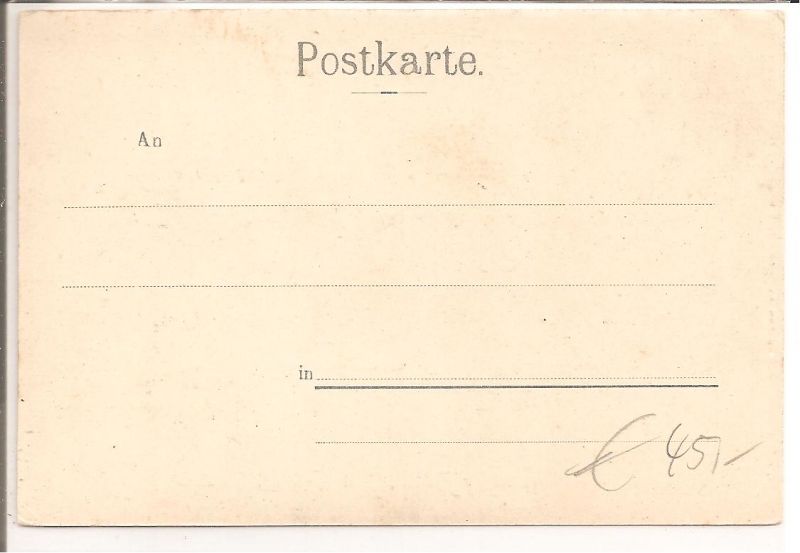 Postkarte.
An
in
€ 45,-